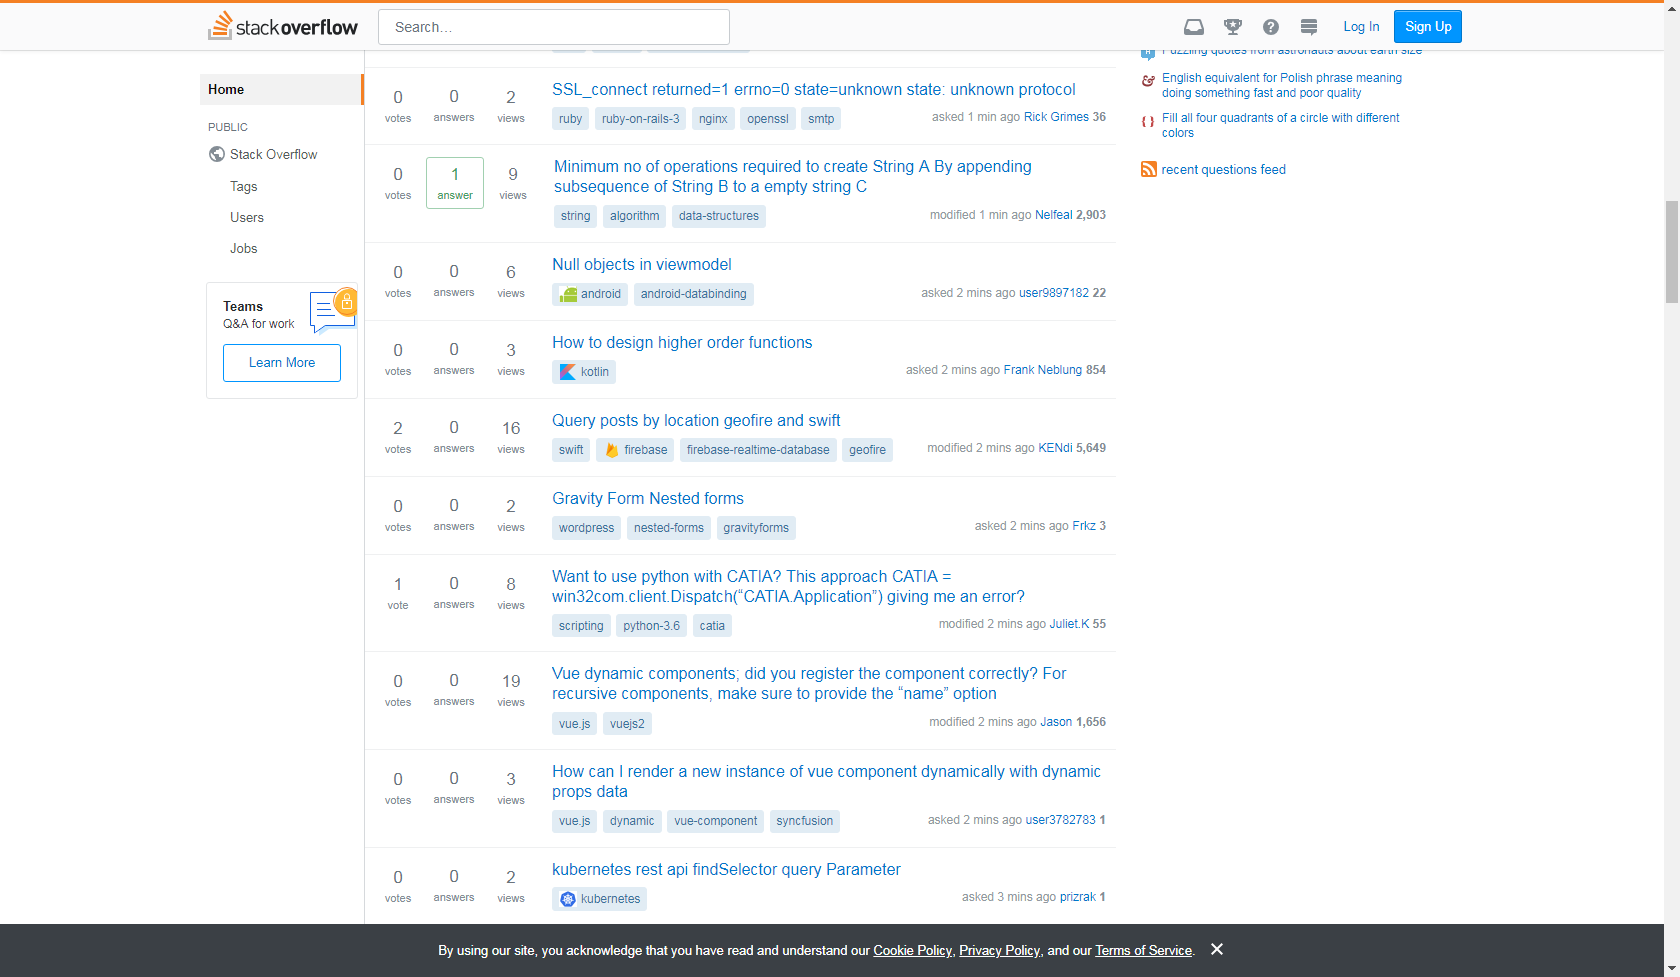 stackoverflow
Search…
Log In
Sign Up
Home
PUBLIC
Stack Overflow
Tags
Users
Jobs
Teams
Q&A for work
Learn More
0 votes
0 answers
2 views
SSL_connect returned=1 errno=0 state=unknown state: unknown protocol
ruby ruby-on-rails-3 nginx openssl smtp
asked 1 min ago Rick Grimes 36
0 votes
1 answer
9 views
Minimum no of operations required to create String A By appending
subsequence of String B to a empty string C
string algorithm data-structures
modified 1 min ago Nelfeal 2,903
0 votes
0 answers
6 views
Null objects in viewmodel
android android-databinding
asked 2 mins ago user9897182 22
0 votes
0 answers
3 views
How to design higher order functions
kotlin
asked 2 mins ago Frank Neblung 854
2 votes
0 answers
16 views
Query posts by location geofire and swift
swift firebase firebase-realtime-database geofire
modified 2 mins ago KENdi 5,649
0 votes
0 answers
2 views
Gravity Form Nested forms
wordpress nested-forms gravityforms
asked 2 mins ago Frkz 3
1 vote
0 answers
8 views
Want to use python with CATIA? This approach CATIA =
win32com.client.Dispatch(“CATIA.Application”) giving me an error?
scripting python-3.6 catia
modified 2 mins ago Juliet.K 55
0 votes
0 answers
19 views
Vue dynamic components; did you register the component correctly? For
recursive components, make sure to provide the “name” option
vue.js vuejs2
modified 2 mins ago Jason 1,656
0 votes
0 answers
3 views
How can I render a new instance of vue component dynamically with dynamic
props data
vue.js dynamic vue-component syncfusion
asked 2 mins ago user3782783 1
0 votes
0 answers
2 views
kubernetes rest api findSelector query Parameter
kubernetes
asked 3 mins ago prizrak 1
Puzzling quotes from astronauts about earth size
English equivalent for Polish phrase meaning
doing something fast and poor quality
Fill all four quadrants of a circle with different
colors
recent questions feed
By using our site, you acknowledge that you have read and understand our Cookie Policy, Privacy Policy, and our Terms of Service.